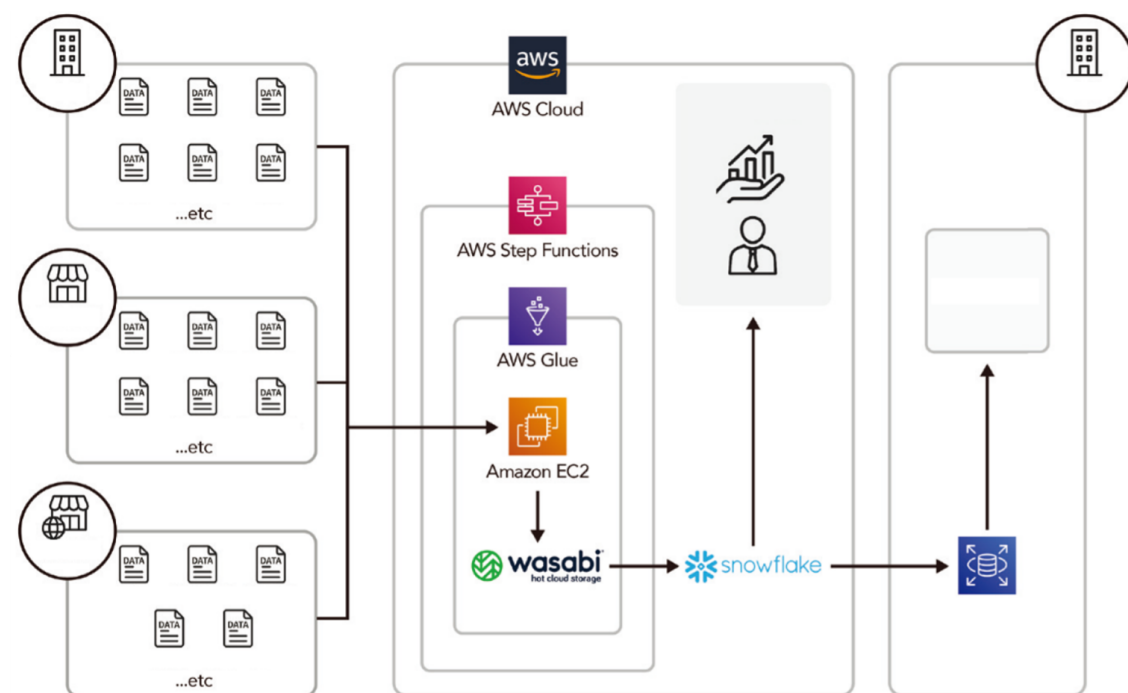 DATA DATA DATA
DATA DATA DATA
...etc
DATA DATA DATA
DATA DATA DATA
...etc
DATA DATA DATA
DATA DATA
...etc
aws
AWS Cloud
AWS Step Functions
AWS Glue
Amazon EC2
wasabi
hot cloud storage
snowflake